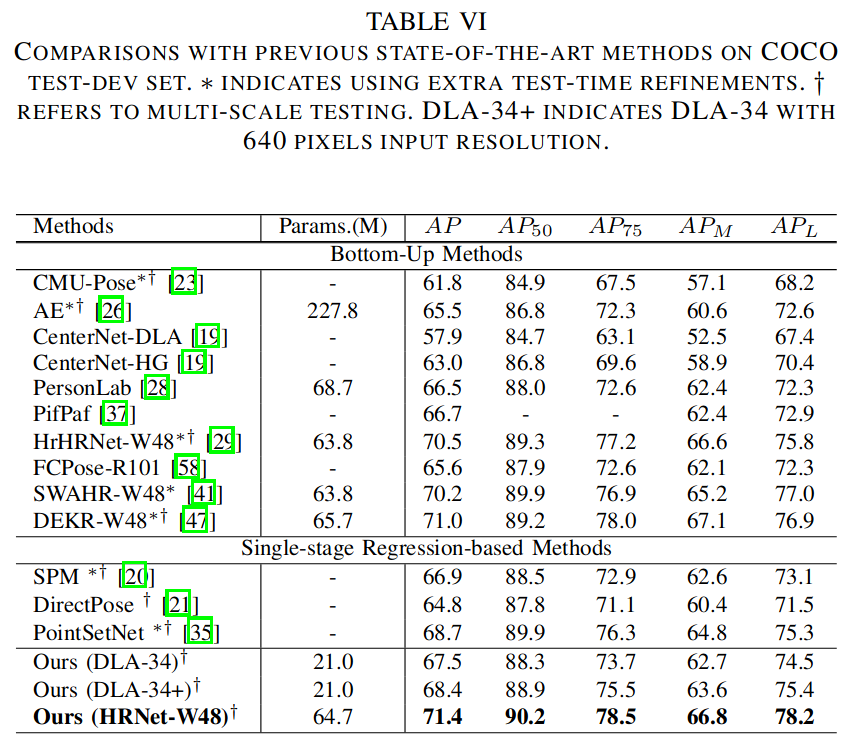 TABLE VI
COMPARISONS WITH PREVIOUS STATE-OF-THE-ART METHODS ON COCO
TEST-DEV SET. * INDICATES USING EXTRA TEST-TIME REFINEMENTS. †
REFERS TO MULTI-SCALE TESTING. DLA-34+ INDICATES DLA-34 WITH
640 PIXELS INPUT RESOLUTION.
Methods Params.(M) AP AP50 AP75 APM APL
Bottom-Up Methods
CMU-Pose*† [23] - 61.8 84.9 67.5 57.1 68.2
AE*† [26] 227.8 65.5 86.8 72.3 60.6 72.6
CenterNet-DLA [19] - 57.9 84.7 63.1 52.5 67.4
CenterNet-HG [19] - 63.0 86.8 69.6 58.9 70.4
PersonLab [28] 68.7 66.5 88.0 72.6 62.4 72.3
PifPaf [37] - 66.7 - - 62.4 72.9
HrHRNet-W48*† [29] 63.8 70.5 89.3 77.2 66.6 75.8
FCPose-R101 [58] - 65.6 87.9 72.6 62.1 72.3
SWAHR-W48* [41] 63.8 70.2 89.9 76.9 65.2 77.0
DEKR-W48*† [47] 65.7 71.0 89.2 78.0 67.1 76.9
Single-stage Regression-based Methods
SPM *† [20] - 66.9 88.5 72.9 62.6 73.1
DirectPose † [21] - 64.8 87.8 71.1 60.4 71.5
PointSetNet *† [35] - 68.7 89.9 76.3 64.8 75.3
Ours (DLA-34)† 21.0 67.5 88.3 73.7 62.7 74.5
Ours (DLA-34+)† 21.0 68.4 88.9 75.5 63.6 75.4
Ours (HRNet-W48)† 64.7 71.4 90.2 78.5 66.8 78.2